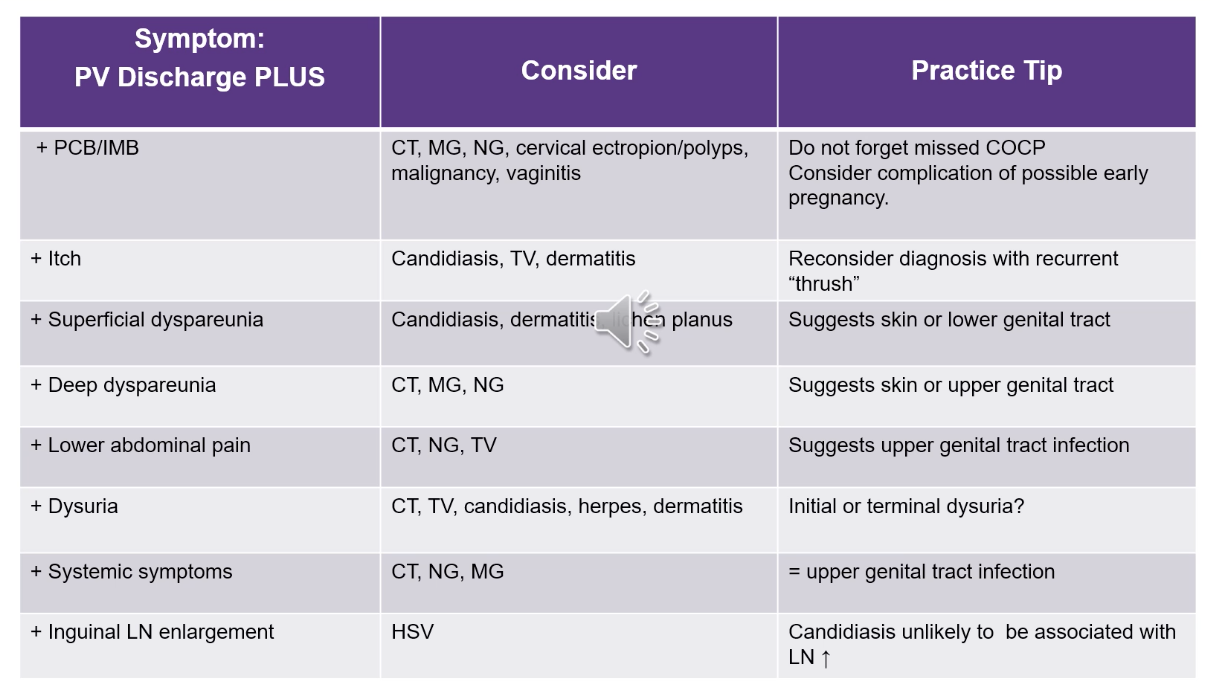 Symptom:
PV Discharge PLUS
Consider
Practice Tip
+ PCB/IMB
CT, MG, NG, cervical ectropion/polyps,
malignancy, vaginitis
Do not forget missed COCP
Consider complication of possible early
pregnancy.
+ Itch
Candidiasis, TV, dermatitis
Reconsider diagnosis with recurrent
“thrush”
+ Superficial dyspareunia
Candidiasis, dermatitis, lichen planus
Suggests skin or lower genital tract
+ Deep dyspareunia
CT, MG, NG
Suggests skin or upper genital tract
+ Lower abdominal pain
CT, NG, TV
Suggests upper genital tract infection
+ Dysuria
CT, TV, candidiasis, herpes, dermatitis
Initial or terminal dysuria?
+ Systemic symptoms
CT, NG, MG
= upper genital tract infection
+ Inguinal LN enlargement
HSV
Candidiasis unlikely to  be associated with
LN ↑